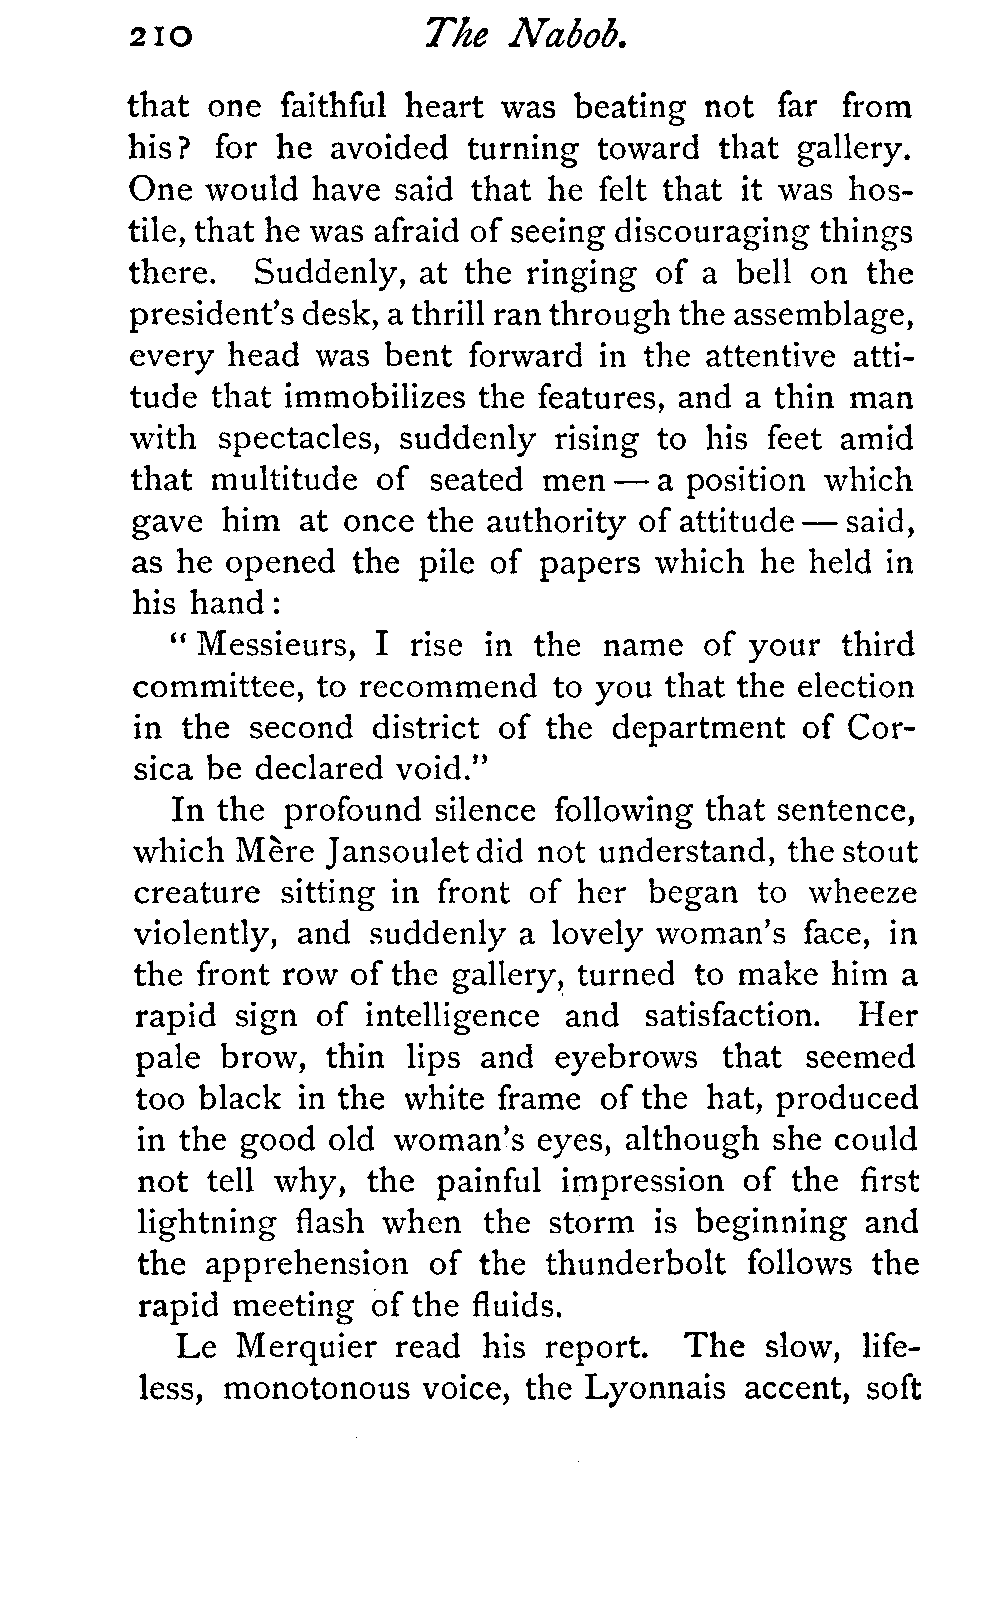 210 The Nabob.
that one faithful heart was beating not far from
his? for he avoided turning toward that gallery.
One would have said that he felt that it was hos-
tile, that he was afraid of seeing discouraging things
there. Suddenly, at the ringing of a bell on the
president's desk, a thrill ran through the assemblage,
every head was bent forward in the attentive atti-
tude that immobilizes the features, and a thin man
with spectacles, suddenly rising to his feet amid
that multitude of seated men — a position which
gave him at once the authority of attitude — said,
as he opened the pile of papers which he held in
his hand:
"Messieurs, I rise in the name of your third
committee, to recommend to you that the election
in the second district of the department of Cor-
sica be declared void."
In the profound silence following that sentence,
which Mère Jansoulet did not understand, the stout
creature sitting in front of her began to wheeze
violently, and suddenly a lovely woman's face, in
the front row of the gallery, turned to make him a
rapid sign of intelligence and satisfaction. Her
pale brow, thin lips and eyebrows that seemed
too black in the white frame of the hat, produced
in the good old woman's eyes, although she could
not tell why, the painful impression of the first
lightning flash when the storm is beginning and
the apprehension of the thunderbolt follows the
rapid meeting of the fluids.
Le Merquier read his report. The slow, life-
less, monotonous voice, the Lyonnais accent, soft